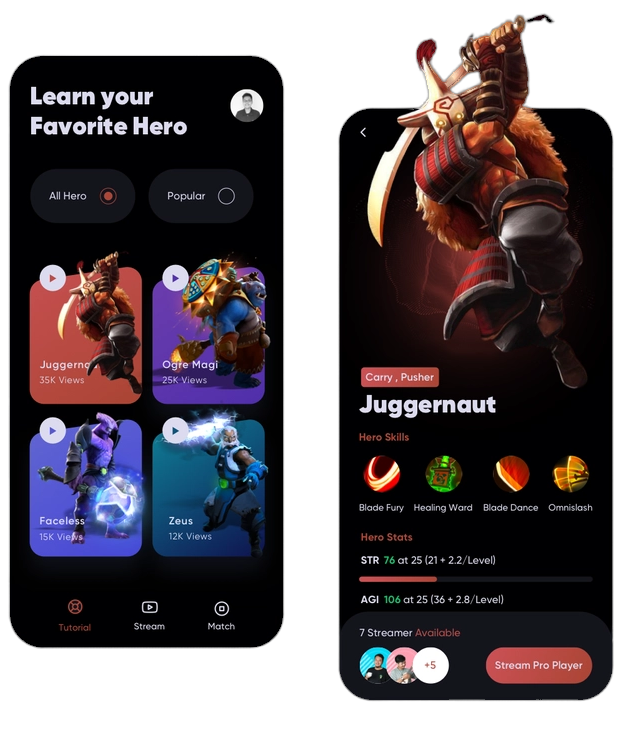 Learn your
Favorite Hero
All Hero
Popular
Juggerna
35K Views
Ogre Magi
25K Views
Faceless
15K Views
Zeus
12K Views
Tutorial
Stream
Match
Carry , Pusher
Juggernaut
Hero Skills
Blade Fury
Healing Ward
Blade Dance
Omnislash
Hero Stats
STR 76 at 25 (21 + 2.2/Level)
AGI 106 at 25 (36 + 2.8/Level)
7 Streamer Available
+5
Stream Pro Player